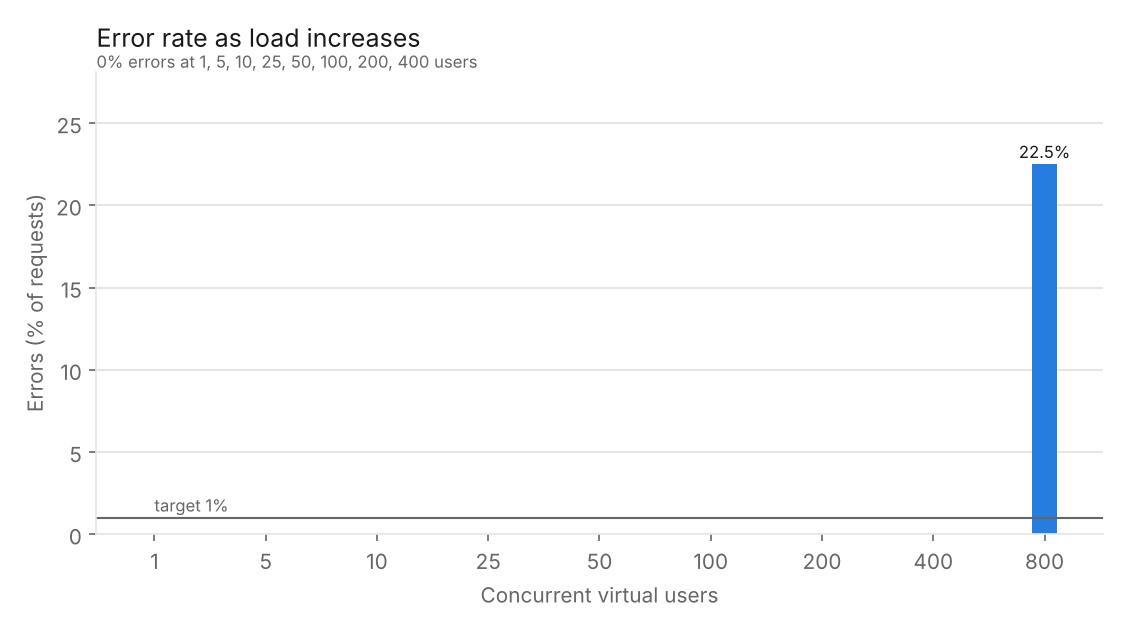 Error rate as load increases
0% errors at 1, 5, 10, 25, 50, 100, 200, 400 users
Errors (% of requests)
25
20
15
10
5
0
22.5%
target 1%
1 5 10 25 50 100 200 400 800
Concurrent virtual users